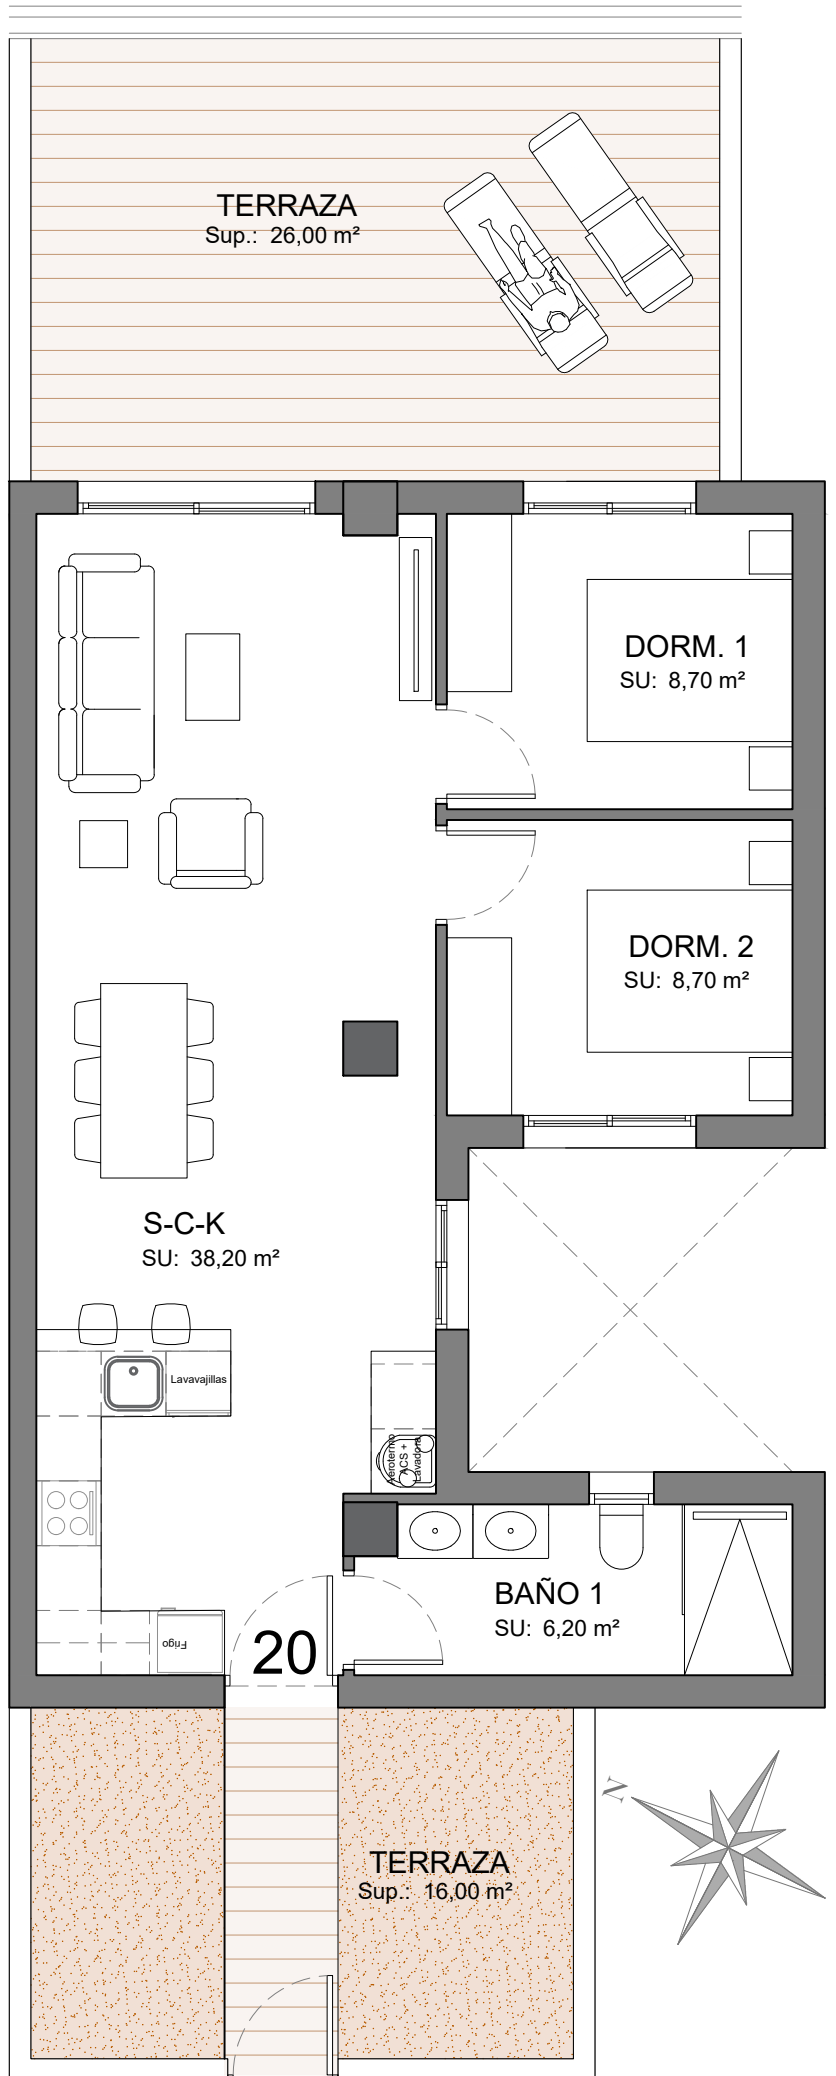 TERRAZA
Sup.: 26,00 m²
DORM. 1
SU: 8,70 m²
DORM. 2
SU: 8,70 m²
S-C-K
SU: 38,20 m²
Lavavajillas
Aerotermo
ACS +
Lavadora
BAÑO 1
SU: 6,20 m²
Frigo
20
N
TERRAZA
Sup.: 16,00 m²